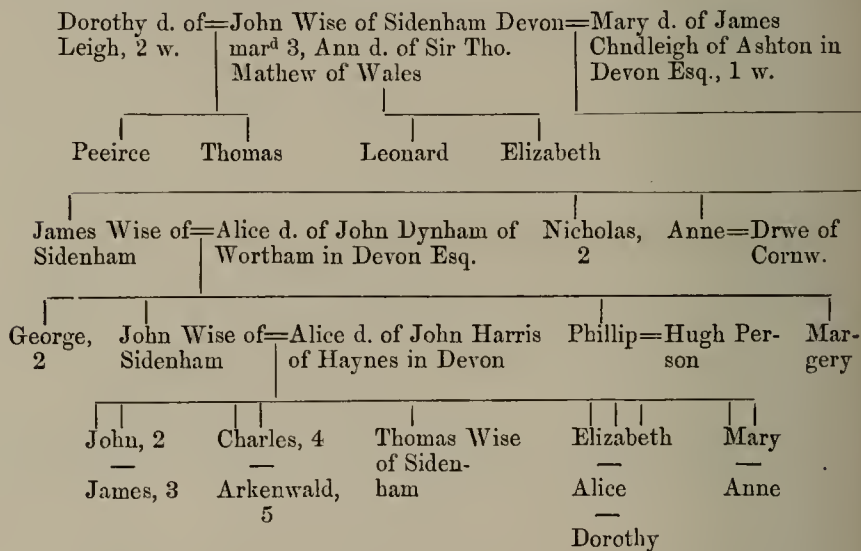 Dorothy d. of=John Wise of Sidenham Devon=Mary d. of James
Leigh, 2 w. mard 3, Ann d. of Sir Tho. Chndleigh of Ashton in
Mathew of Wales Devon Esq., 1 w.
Peeirce Thomas Leonard Elizabeth
James Wise of=Alice d. of John Dynham of Nicholas, Anne=Drwe of
Sidenham Wortham in Devon Esq. 2 Cornw.
George, John Wise of=Alice d. of John Harris Phillip=Hugh Per- Mar-
2 Sidenham of Haynes in Devon son gery
John, 2 Charles, 4 Thomas Wise Elizabeth Mary
of Siden-
James, 3 Arkenwald, ham Alice Anne
5
Dorothy